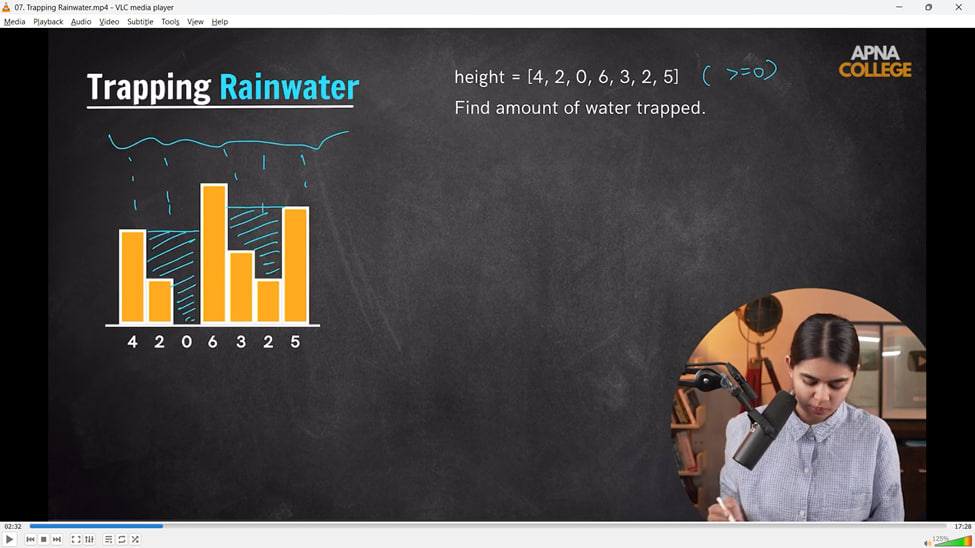 07. Trapping Rainwater.mp4 - VLC media player
Media Playback Audio Video Subtitle Tools View Help
APNA
COLLEGE
Trapping Rainwater
height = [4, 2, 0, 6, 3, 2, 5] ( >=0)
Find amount of water trapped.
4 2 0 6 3 2 5
02:32
17:28
125%